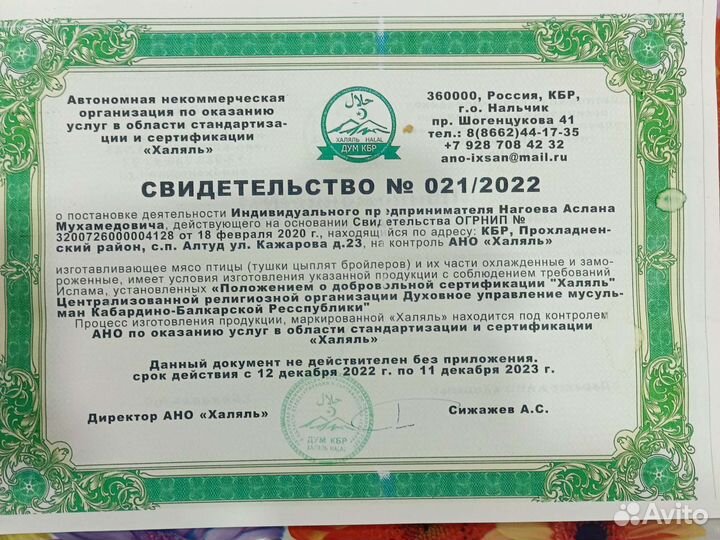 Автономная некоммерческая
организация по оказанию
услуг в области стандартиза-
ции и сертификации
«Халяль»
حلال
ХАЛЯЛЬ HALAL
ДУМ КБР
360000, Россия, КБР,
г.о. Нальчик
пр. Шогенцукова 41
тел.: 8(8662)44-17-35
+7 928 708 42 32
ano-ixsan@mail.ru
СВИДЕТЕЛЬСТВО № 021/2022
о постановке деятельности Индивидуального предпринимателя Нагоева Аслана
Мухамедовича, действующего на основании Свидетельства ОГРНИП №
3200726000004128 от 18 февраля 2020 г., находящийся по адресу: КБР, Прохладнен-
ский район, с.п. Алтуд ул. Кажарова д.23, на контроль АНО «Халяль»
изготавливающее мясо птицы (тушки цыплят бройлеров) и их части охлажденные и замо-
роженные, имеет условия изготовления указанной продукции с соблюдением требований
Ислама, установленных «Положением о добровольной сертификации "Халяль"
Централизованной религиозной организации Духовное управление мусуль-
ман Кабардино-Балкарской Ресспублики"
Процесс изготовления продукции, маркированной «Халяль» находится под контролем
АНО по оказанию услуг в области стандартизации и сертификации
«Халяль»
Данный документ не действителен без приложения.
срок действия с 12 декабря 2022 г. по 11 декабря 2023 г.
Директор АНО «Халяль»
Сижажев А.С.
حلال
ДУМ КБР
ХАЛЯЛЬ HALAL
Avito